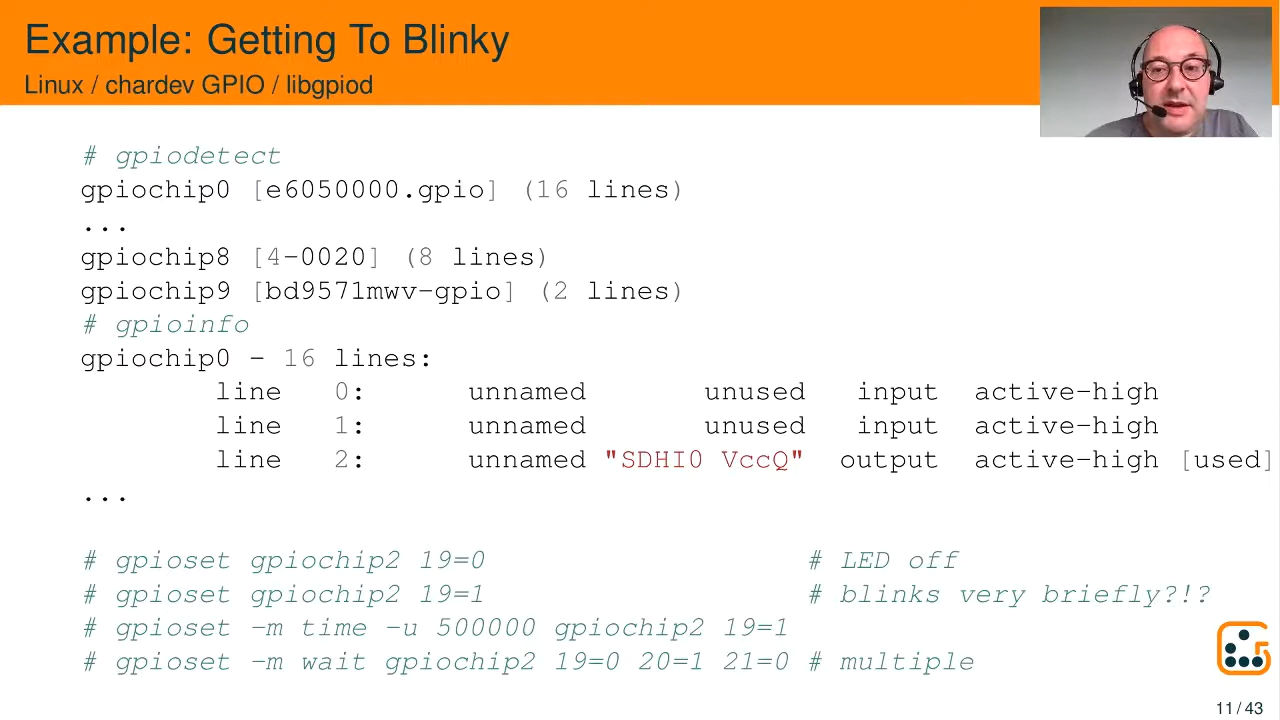 Example: Getting To Blinky
Linux / chardev GPIO / libgpiod
# gpiodetect
gpiochip0 [e6050000.gpio] (16 lines)
...
gpiochip8 [4-0020] (8 lines)
gpiochip9 [bd9571mwv-gpio] (2 lines)
# gpioinfo
gpiochip0 - 16 lines:
line 0: unnamed unused input active-high
line 1: unnamed unused input active-high
line 2: unnamed "SDHI0 VccQ" output active-high [used]
...
# gpioset gpiochip2 19=0 # LED off
# gpioset gpiochip2 19=1 # blinks very briefly?!?
# gpioset -m time -u 500000 gpiochip2 19=1
# gpioset -m wait gpiochip2 19=0 20=1 21=0 # multiple
11 / 43